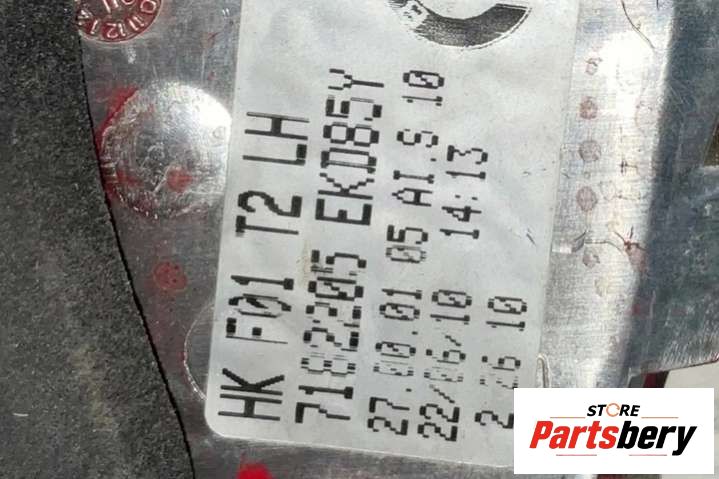 HK F01 T2 LH
7182205 EKD85Y
27.00.01 05 AI.S 10
22/06/10 14:13
10
STORE
Partsbery